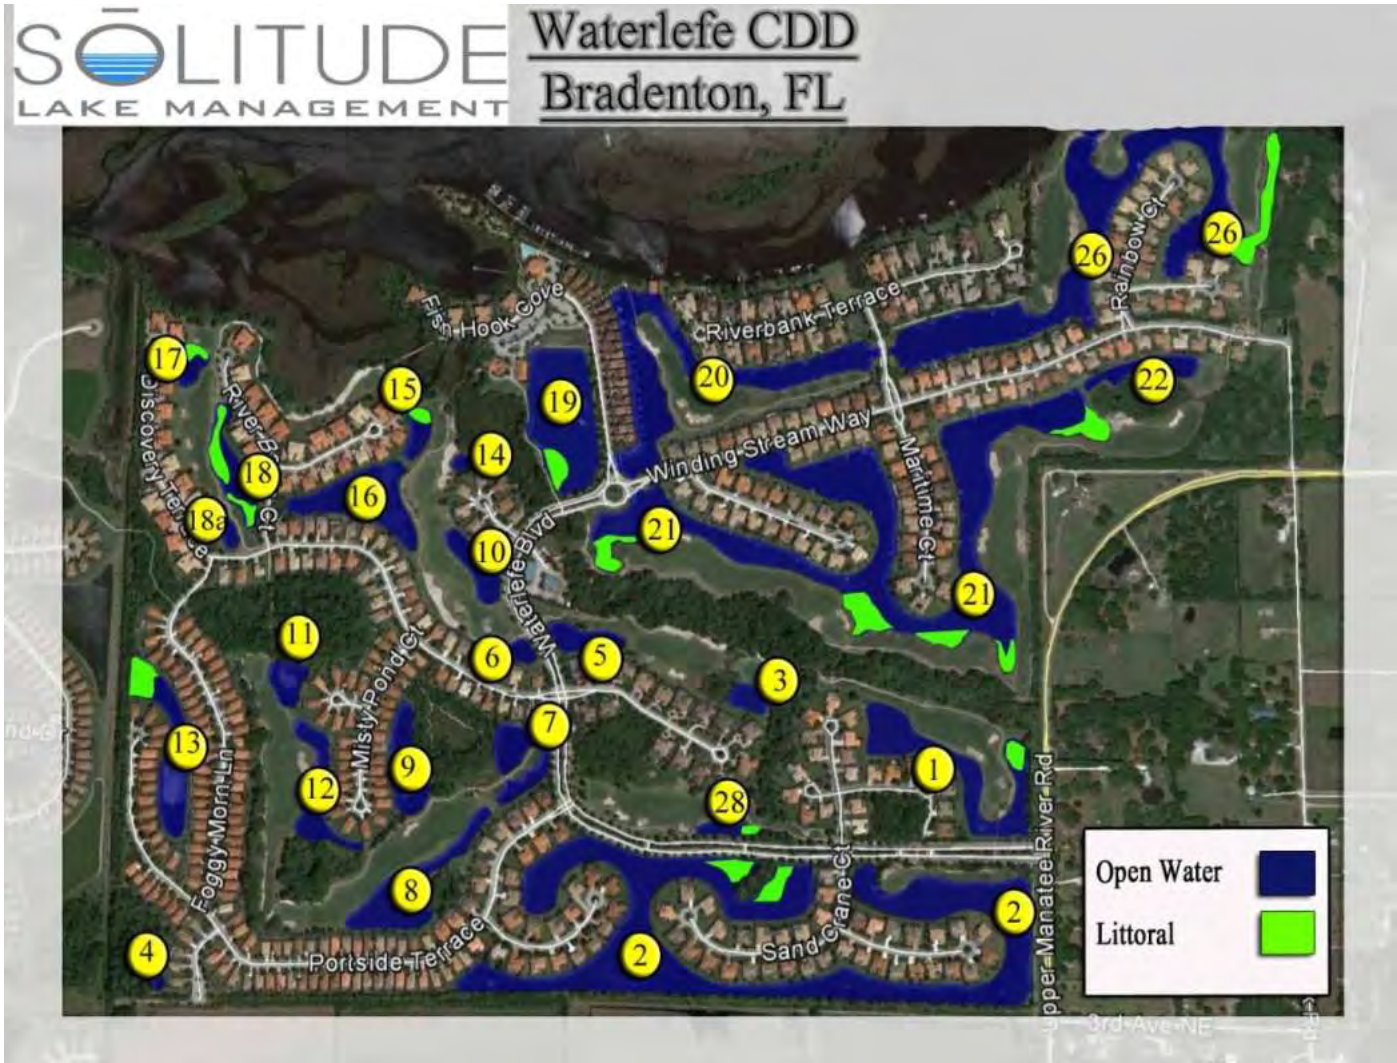 SŌLITUDE
LAKE MANAGEMENT
Waterlefe CDD
Bradenton, FL
Rainbow Ct
26
26
Fish Hook Cove
Riverbank Terrace
17
15
19
20
22
Discovery Terrace
14
Winding Stream Way
Maritime Ct
18
16
18a
21
10
Waterlefe Blvd
21
11
6
5
3
Misty Pond Ct
7
13
9
1
12
28
Foggy Morn Ln
Upper Manatee River Rd
8
Sand Crane Ct
2
4
Portside Terrace
2
Open Water
Littoral
3rd Ave NE